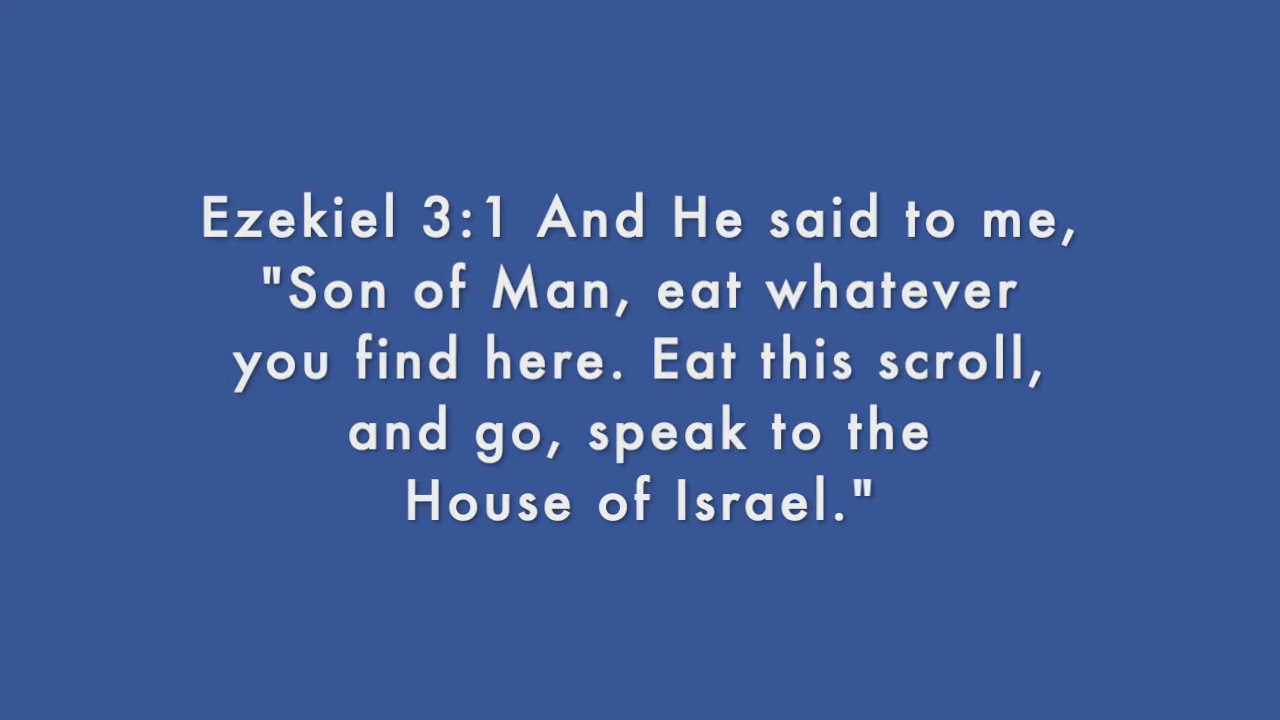 Ezekiel 3:1 And He said to me,
"Son of Man, eat whatever
you find here. Eat this scroll,
and go, speak to the
House of Israel."